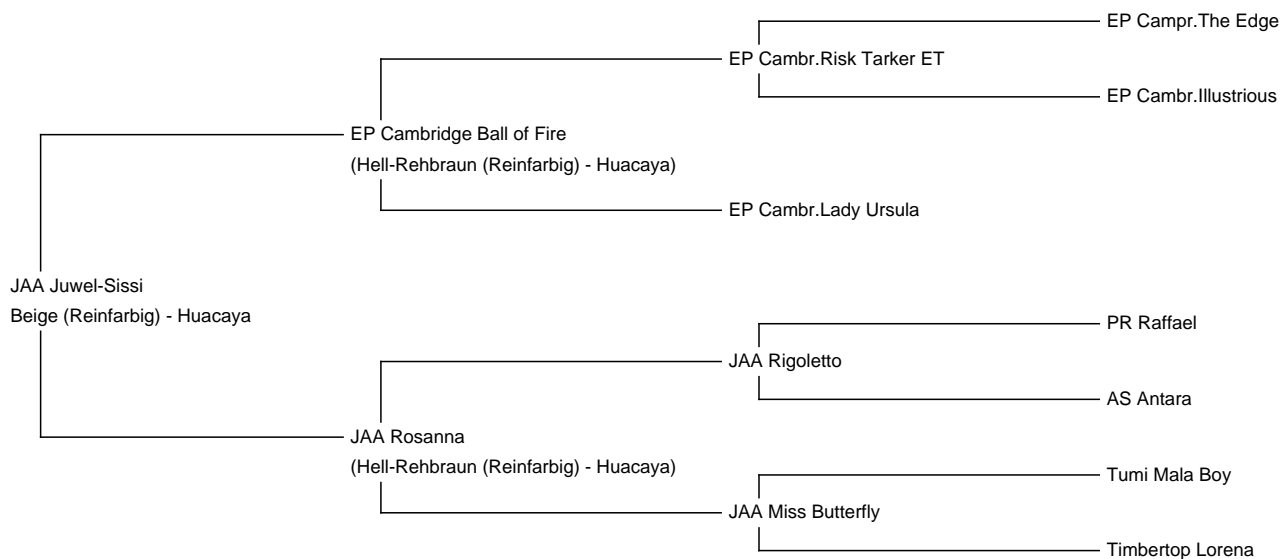 EP Campr.The Edge
EP Cambr.Risk Tarker ET
EP Cambr.Illustrious
EP Cambridge Ball of Fire
(Hell-Rehbraun (Reinfarbig) - Huacaya)
EP Cambr.Lady Ursula
JAA Juwel-Sissi
Beige (Reinfarbig) - Huacaya
PR Raffael
JAA Rigoletto
AS Antara
JAA Rosanna
(Hell-Rehbraun (Reinfarbig) - Huacaya)
Tumi Mala Boy
JAA Miss Butterfly
Timbertop Lorena